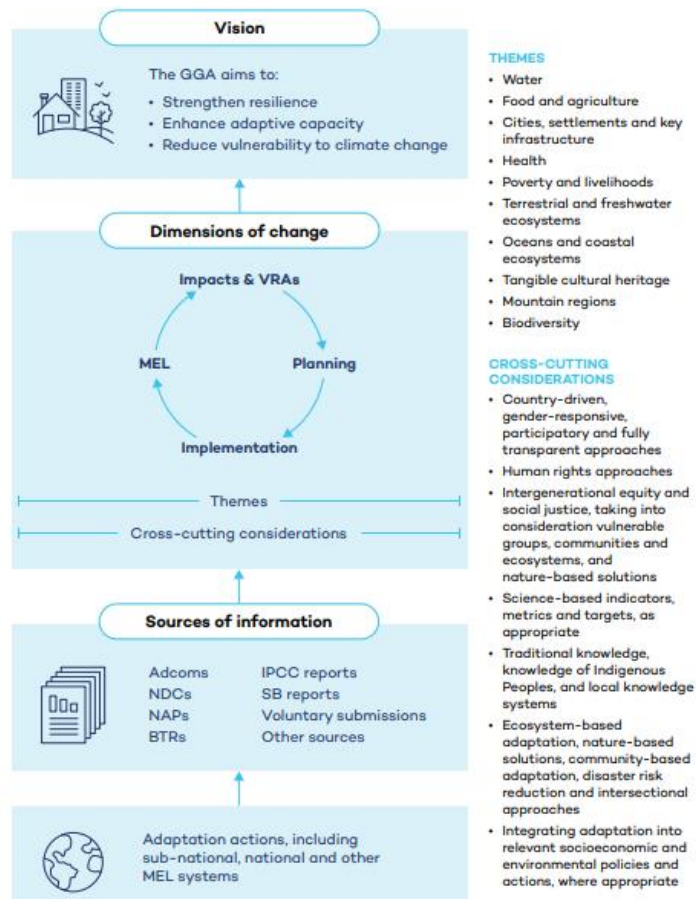 Vision
The GGA aims to:
• Strengthen resilience
• Enhance adaptive capacity
• Reduce vulnerability to climate change
Dimensions of change
Impacts & VRAs
MEL
Planning
Implementation
Themes
Cross-cutting considerations
Sources of information
Adcoms
NDCs
NAPs
BTRs
IPCC reports
SB reports
Voluntary submissions
Other sources
Adaptation actions, including
sub-national, national and other
MEL systems
THEMES
• Water
• Food and agriculture
• Cities, settlements and key
infrastructure
• Health
• Poverty and livelihoods
• Terrestrial and freshwater
ecosystems
• Oceans and coastal
ecosystems
• Tangible cultural heritage
• Mountain regions
• Biodiversity
CROSS-CUTTING
CONSIDERATIONS
• Country-driven,
gender-responsive,
participatory and fully
transparent approaches
• Human rights approaches
• Intergenerational equity and
social justice, taking into
consideration vulnerable
groups, communities and
ecosystems, and
nature-based solutions
• Science-based indicators,
metrics and targets, as
appropriate
• Traditional knowledge,
knowledge of Indigenous
Peoples, and local knowledge
systems
• Ecosystem-based
adaptation, nature-based
solutions, community-based
adaptation, disaster risk
reduction and intersectional
approaches
• Integrating adaptation into
relevant socioeconomic and
environmental policies and
actions, where appropriate